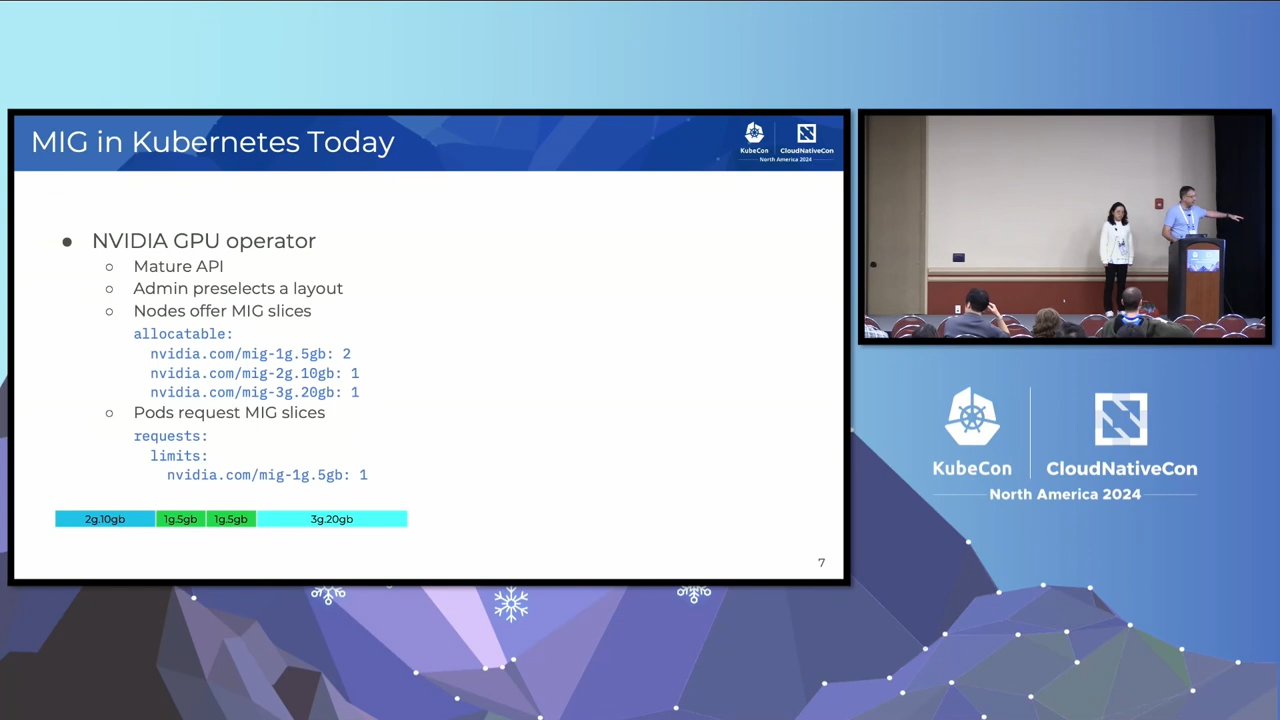 MIG in Kubernetes Today
KubeCon
CloudNativeCon
North America 2024
● NVIDIA GPU operator
○ Mature API
○ Admin preselects a layout
○ Nodes offer MIG slices
allocatable:
nvidia.com/mig-1g.5gb: 2
nvidia.com/mig-2g.10gb: 1
nvidia.com/mig-3g.20gb: 1
○ Pods request MIG slices
requests:
limits:
nvidia.com/mig-1g.5gb: 1
2g.10gb 1g.5gb 1g.5gb 3g.20gb
7
KubeCon
CloudNativeCon
North America 2024